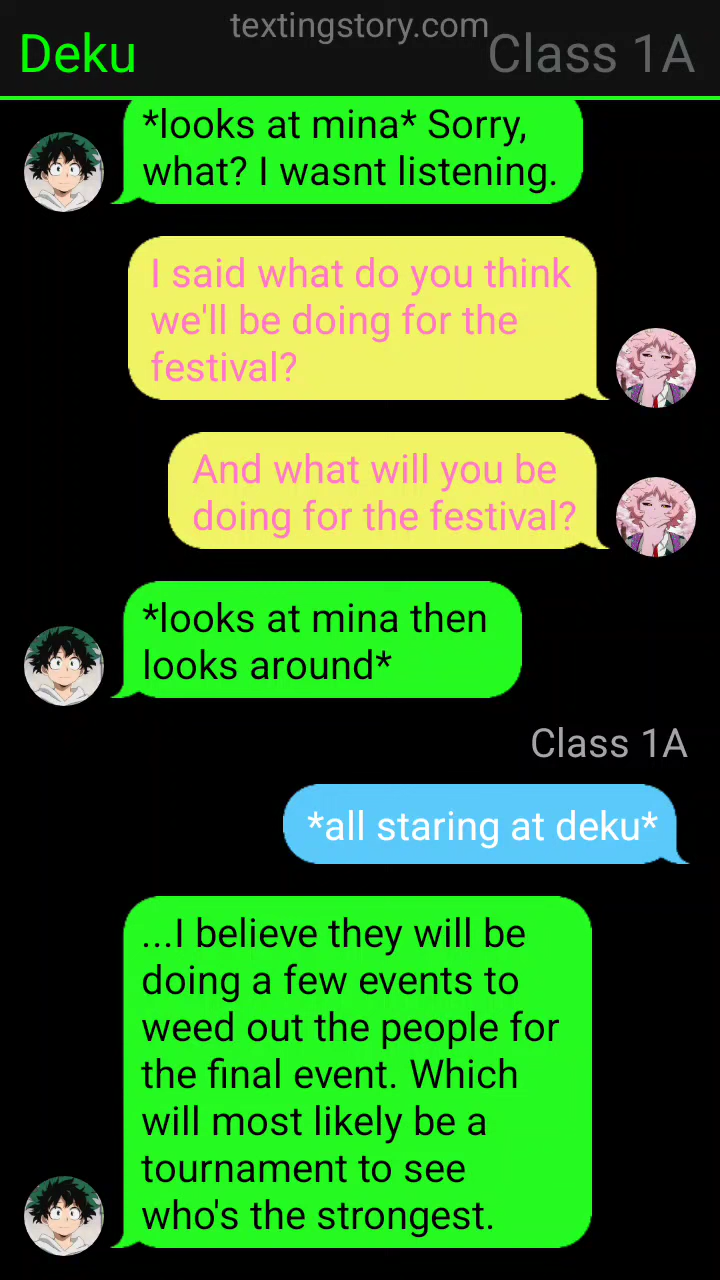 textingstory.com
Deku
Class 1A
*looks at mina* Sorry,
what? I wasnt listening.
I said what do you think
we'll be doing for the
festival?
And what will you be
doing for the festival?
*looks at mina then
looks around*
Class 1A
*all staring at deku*
...I believe they will be
doing a few events to
weed out the people for
the final event. Which
will most likely be a
tournament to see
who's the strongest.